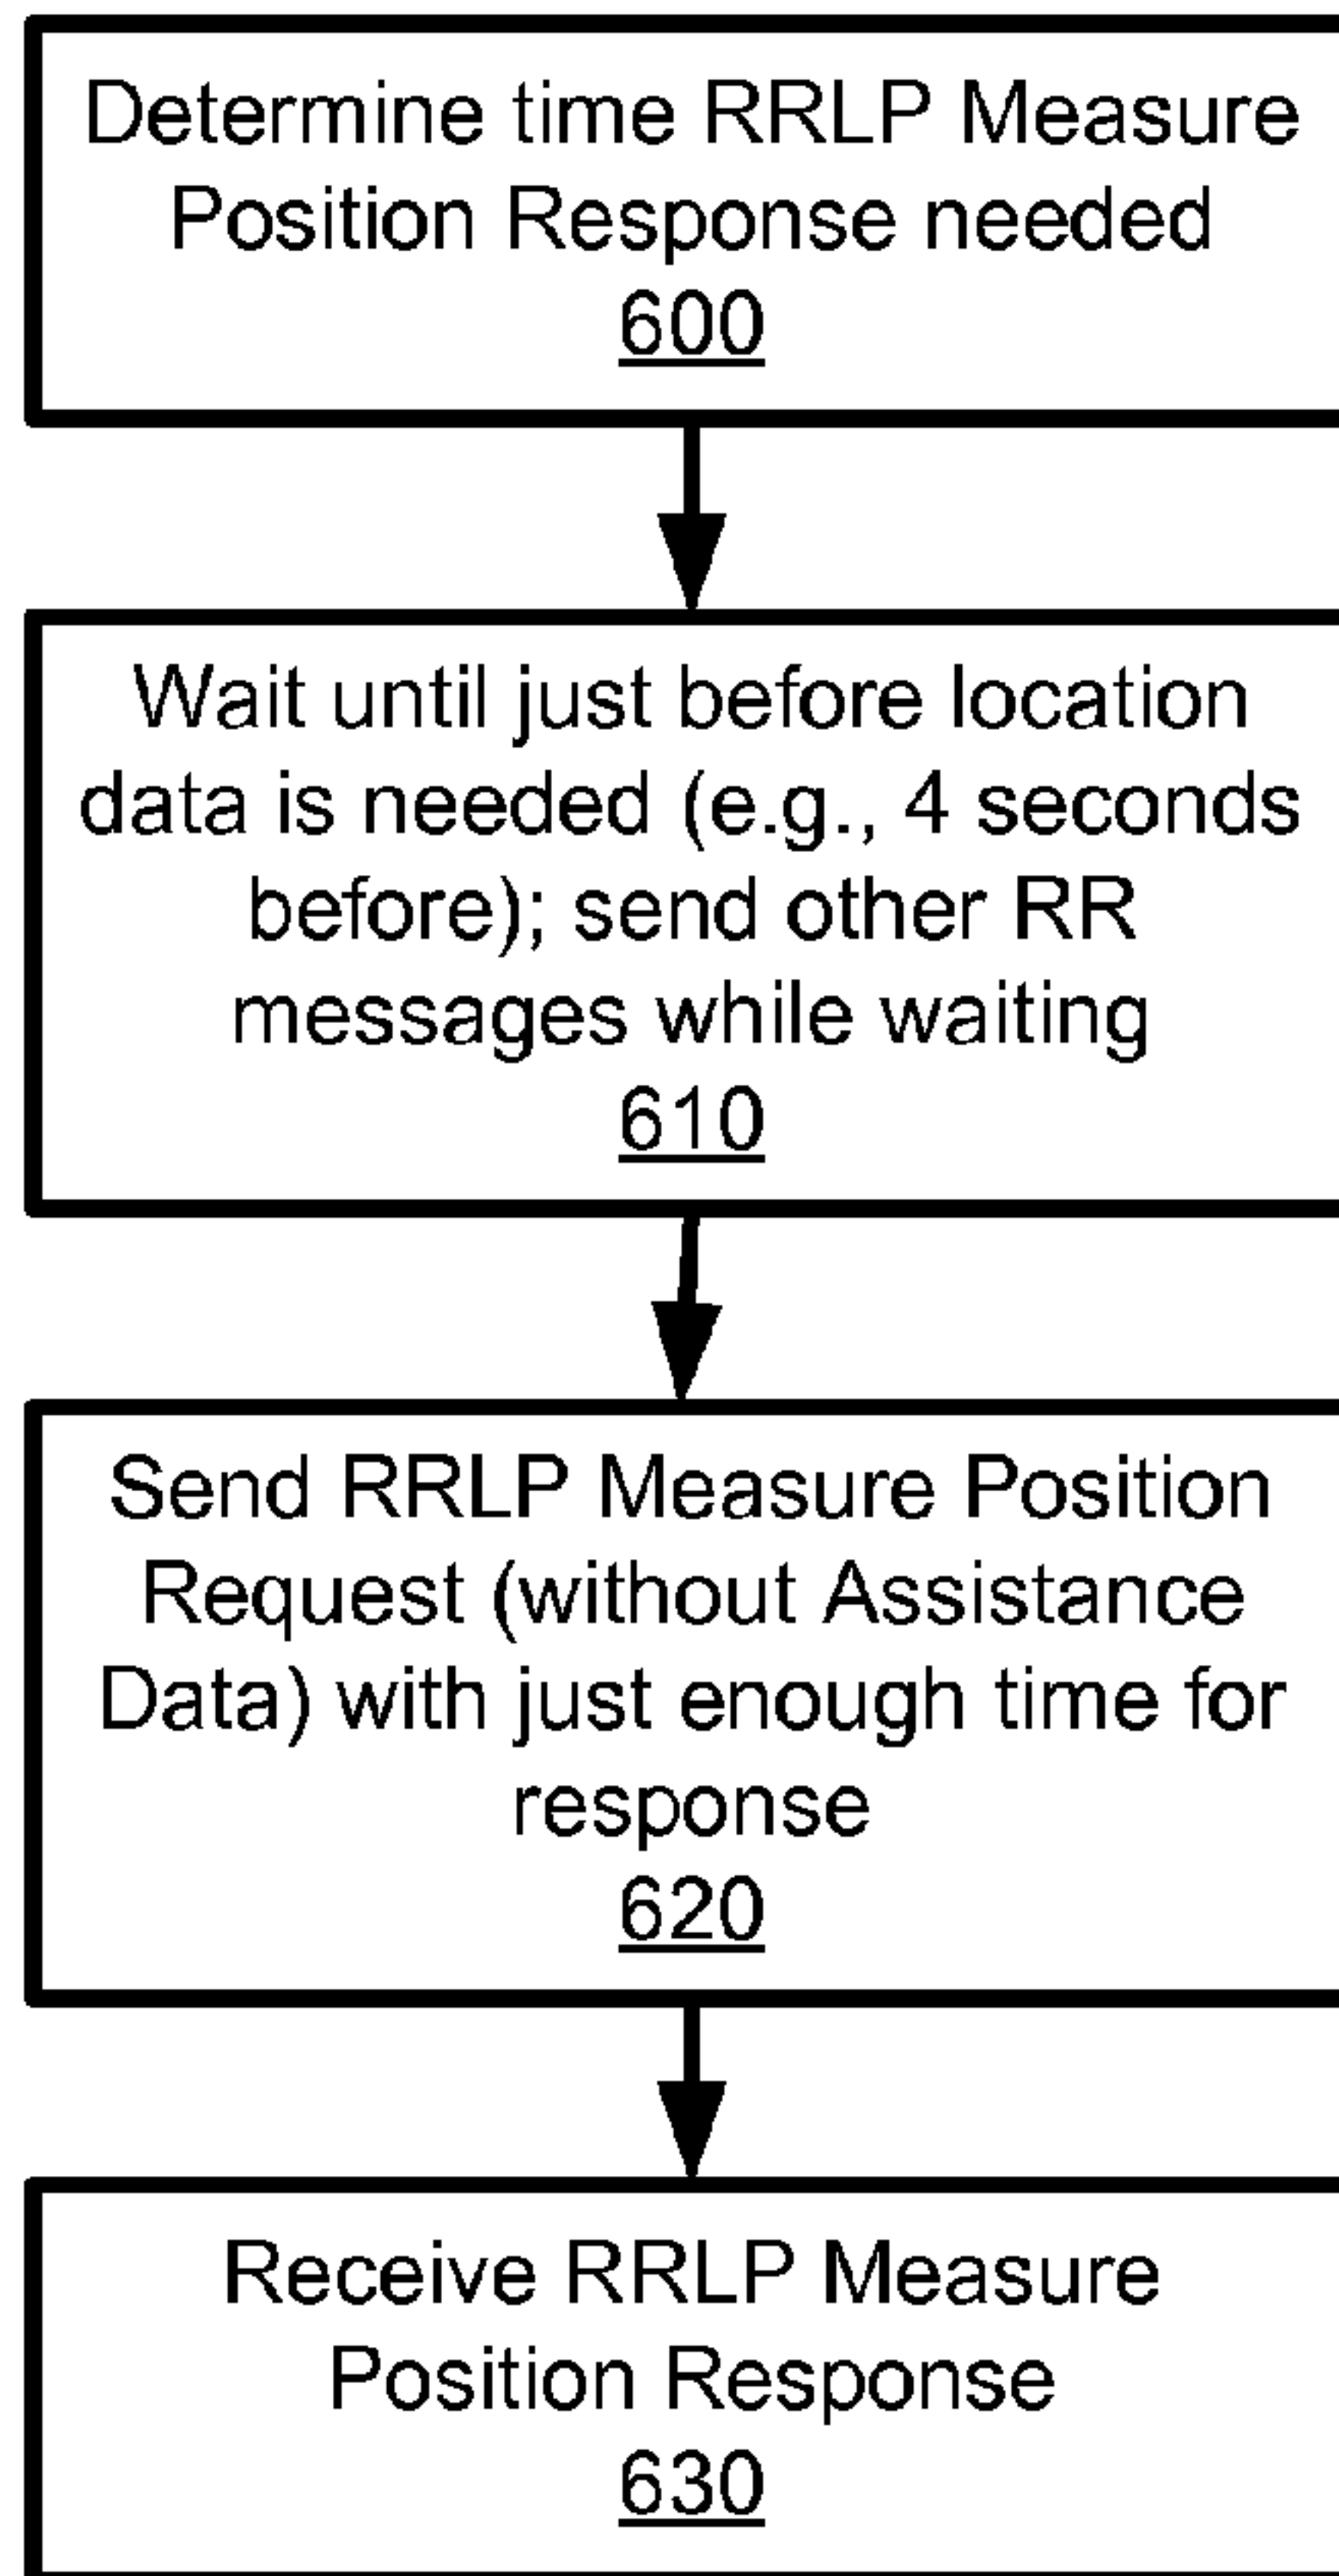 Determine time RRLP Measure
Position Response needed
600
Wait until just before location
data is needed (e.g., 4 seconds
before); send other RR
messages while waiting
610
Send RRLP Measure Position
Request (without Assistance
Data) with just enough time for
response
620
Receive RRLP Measure
Position Response
630